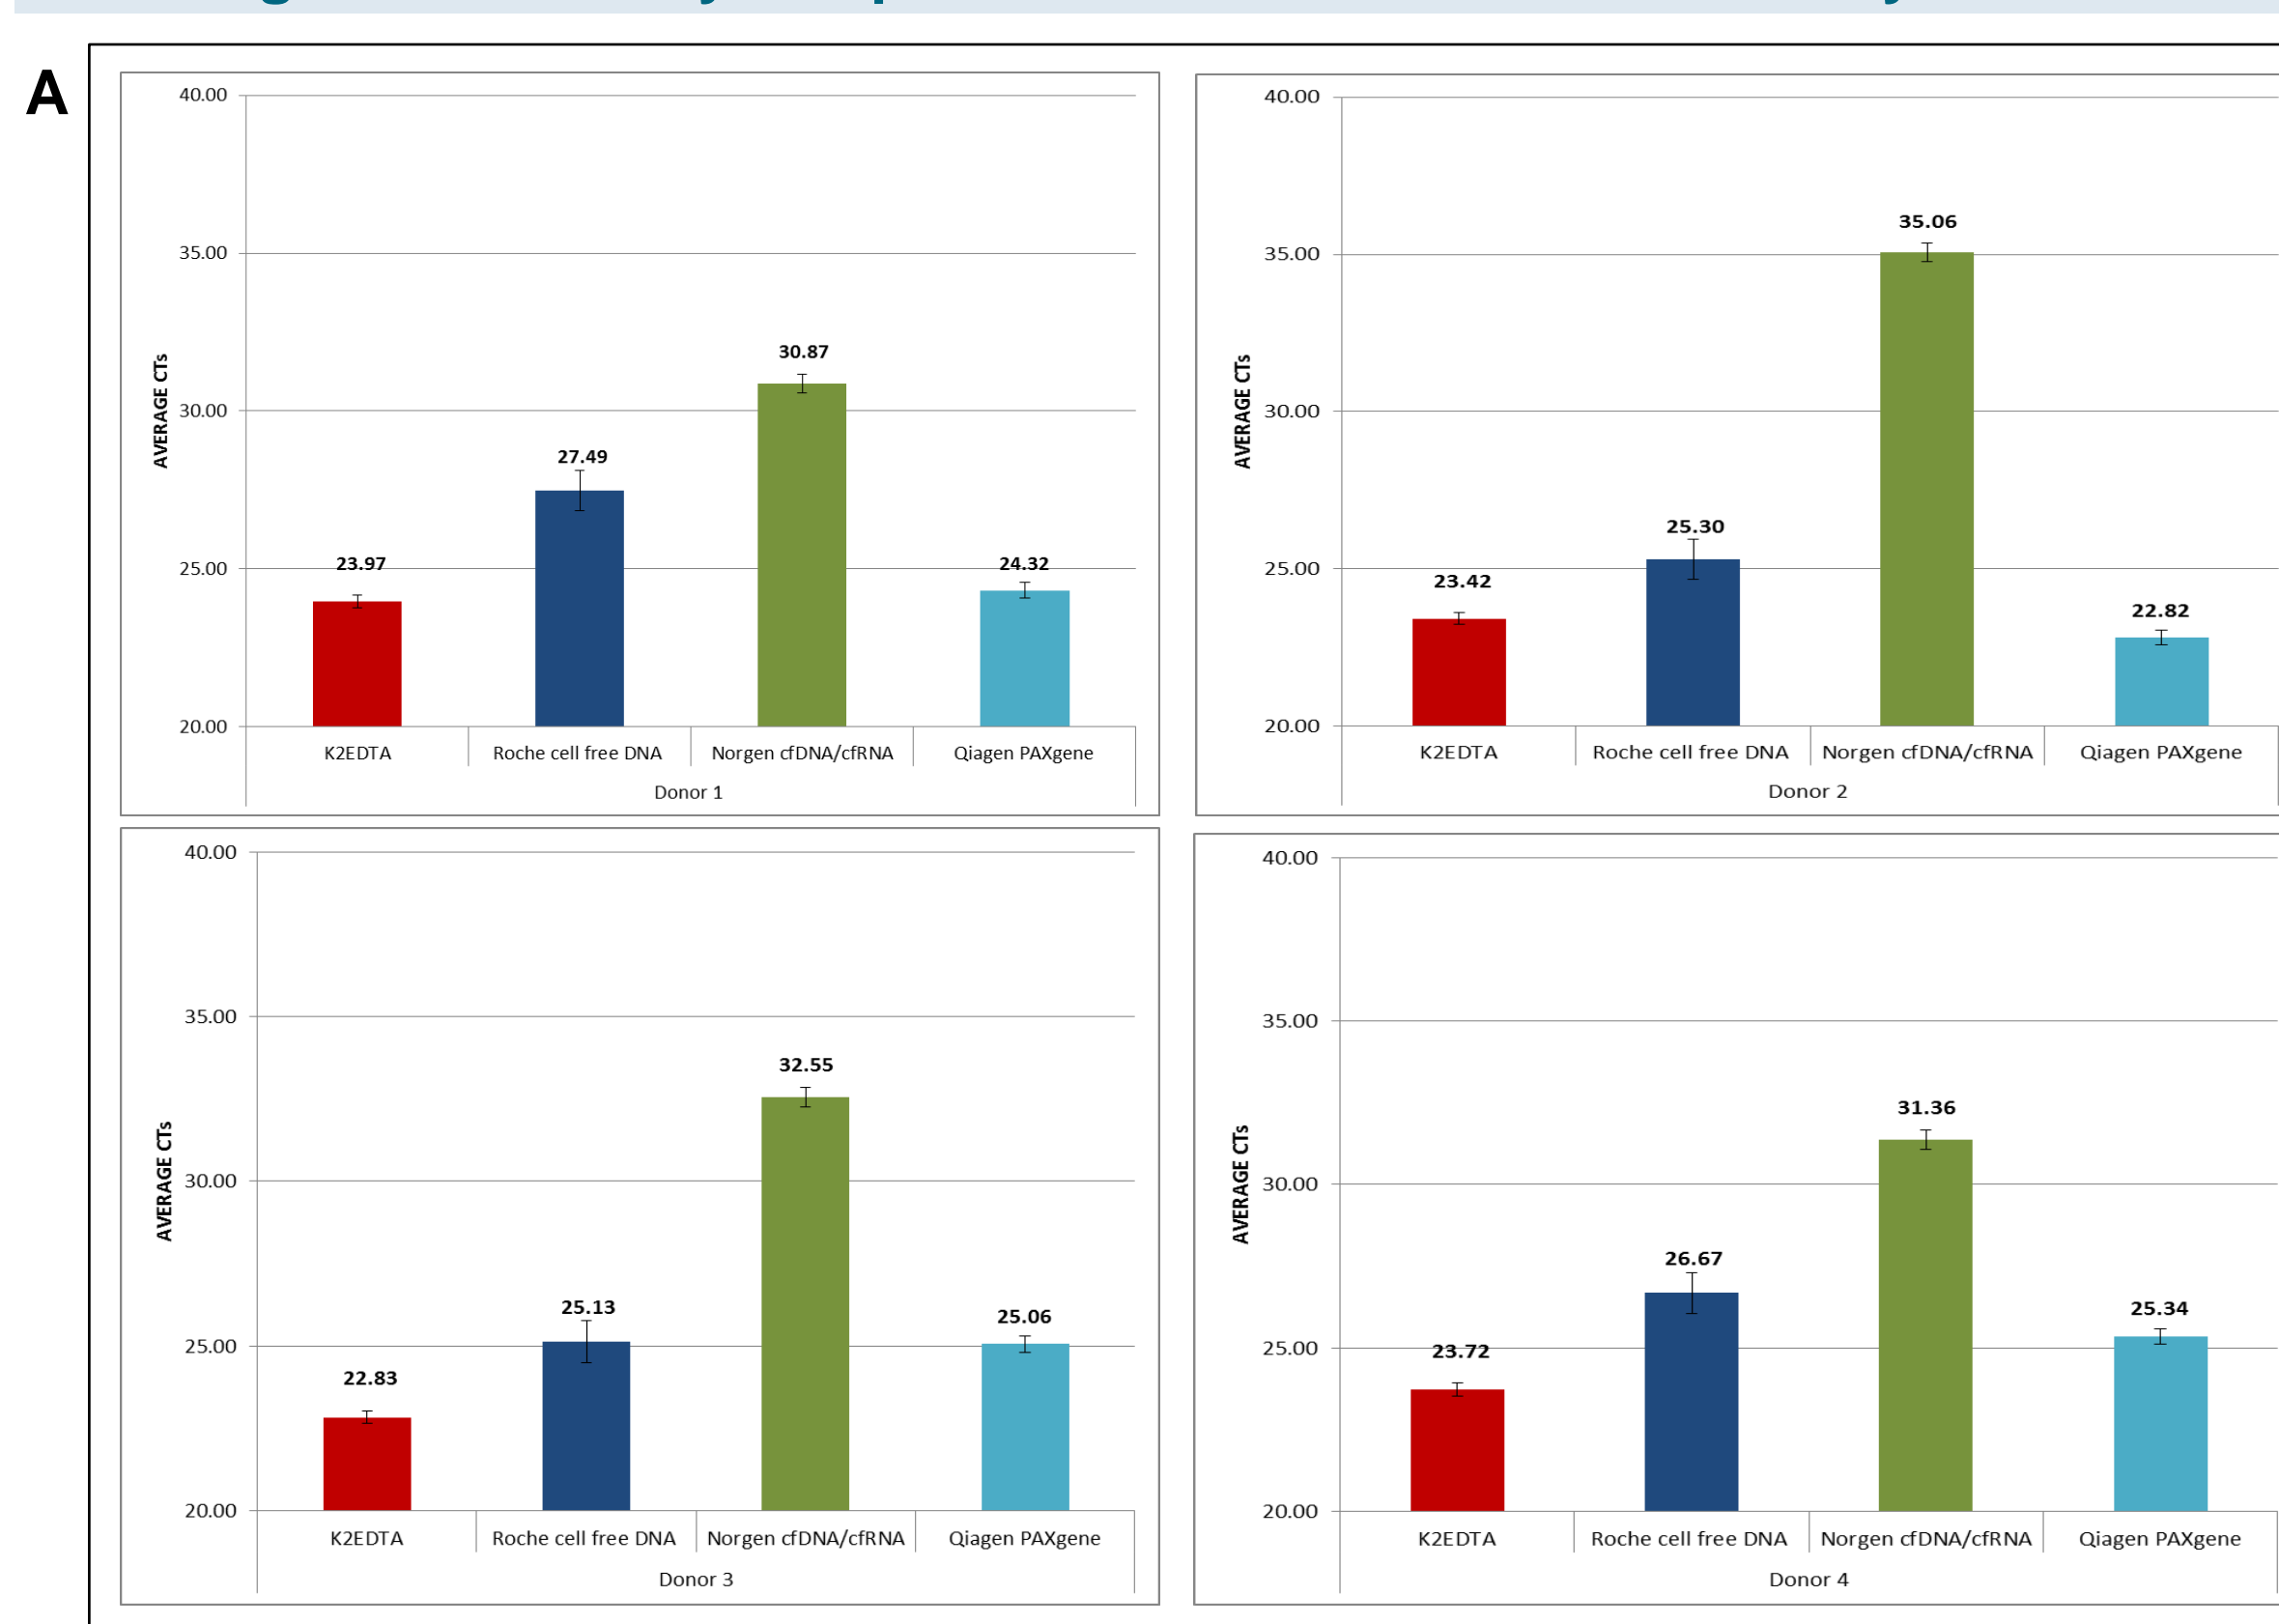 A
40.00
35.00
30.00
25.00
20.00
AVERAGE CTs
23.97
27.49
30.87
24.32
K2EDTA
Roche cell free DNA
Norgen cfDNA/cfRNA
Qiagen PAXgene
Donor 1
40.00
35.00
30.00
25.00
20.00
AVERAGE CTs
23.42
25.30
35.06
22.82
K2EDTA
Roche cell free DNA
Norgen cfDNA/cfRNA
Qiagen PAXgene
Donor 2
40.00
35.00
30.00
25.00
20.00
AVERAGE CTs
22.83
25.13
32.55
25.06
K2EDTA
Roche cell free DNA
Norgen cfDNA/cfRNA
Qiagen PAXgene
Donor 3
40.00
35.00
30.00
25.00
20.00
AVERAGE CTs
23.72
26.67
31.36
25.34
K2EDTA
Roche cell free DNA
Norgen cfDNA/cfRNA
Qiagen PAXgene
Donor 4